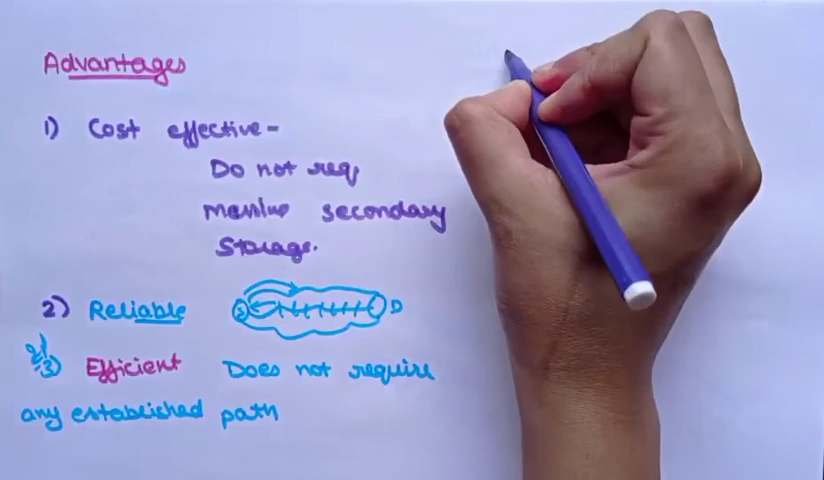 Advantages
1) Cost effective-
Do not req
massive secondary
Storage.
2) Reliable
S D
3) Efficient Does not require
any established path